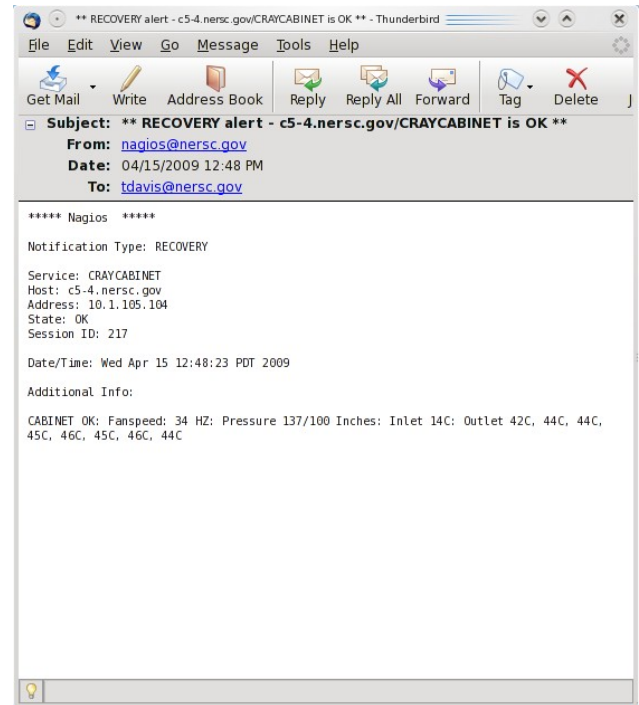 ** RECOVERY alert - c5-4.nersc.gov/CRAYCABINET is OK ** - Thunderbird
File Edit View Go Message Tools Help
Get Mail Write Address Book Reply Reply All Forward Tag Delete J
Subject: ** RECOVERY alert - c5-4.nersc.gov/CRAYCABINET is OK **
From: nagios@nersc.gov
Date: 04/15/2009 12:48 PM
To: tdavis@nersc.gov
***** Nagios *****
Notification Type: RECOVERY
Service: CRAYCABINET
Host: c5-4.nersc.gov
Address: 10.1.105.104
State: OK
Session ID: 217
Date/Time: Wed Apr 15 12:48:23 PDT 2009
Additional Info:
CABINET OK: Fanspeed: 34 HZ: Pressure 137/100 Inches: Inlet 14C: Outlet 42C, 44C, 44C,
45C, 46C, 45C, 46C, 44C